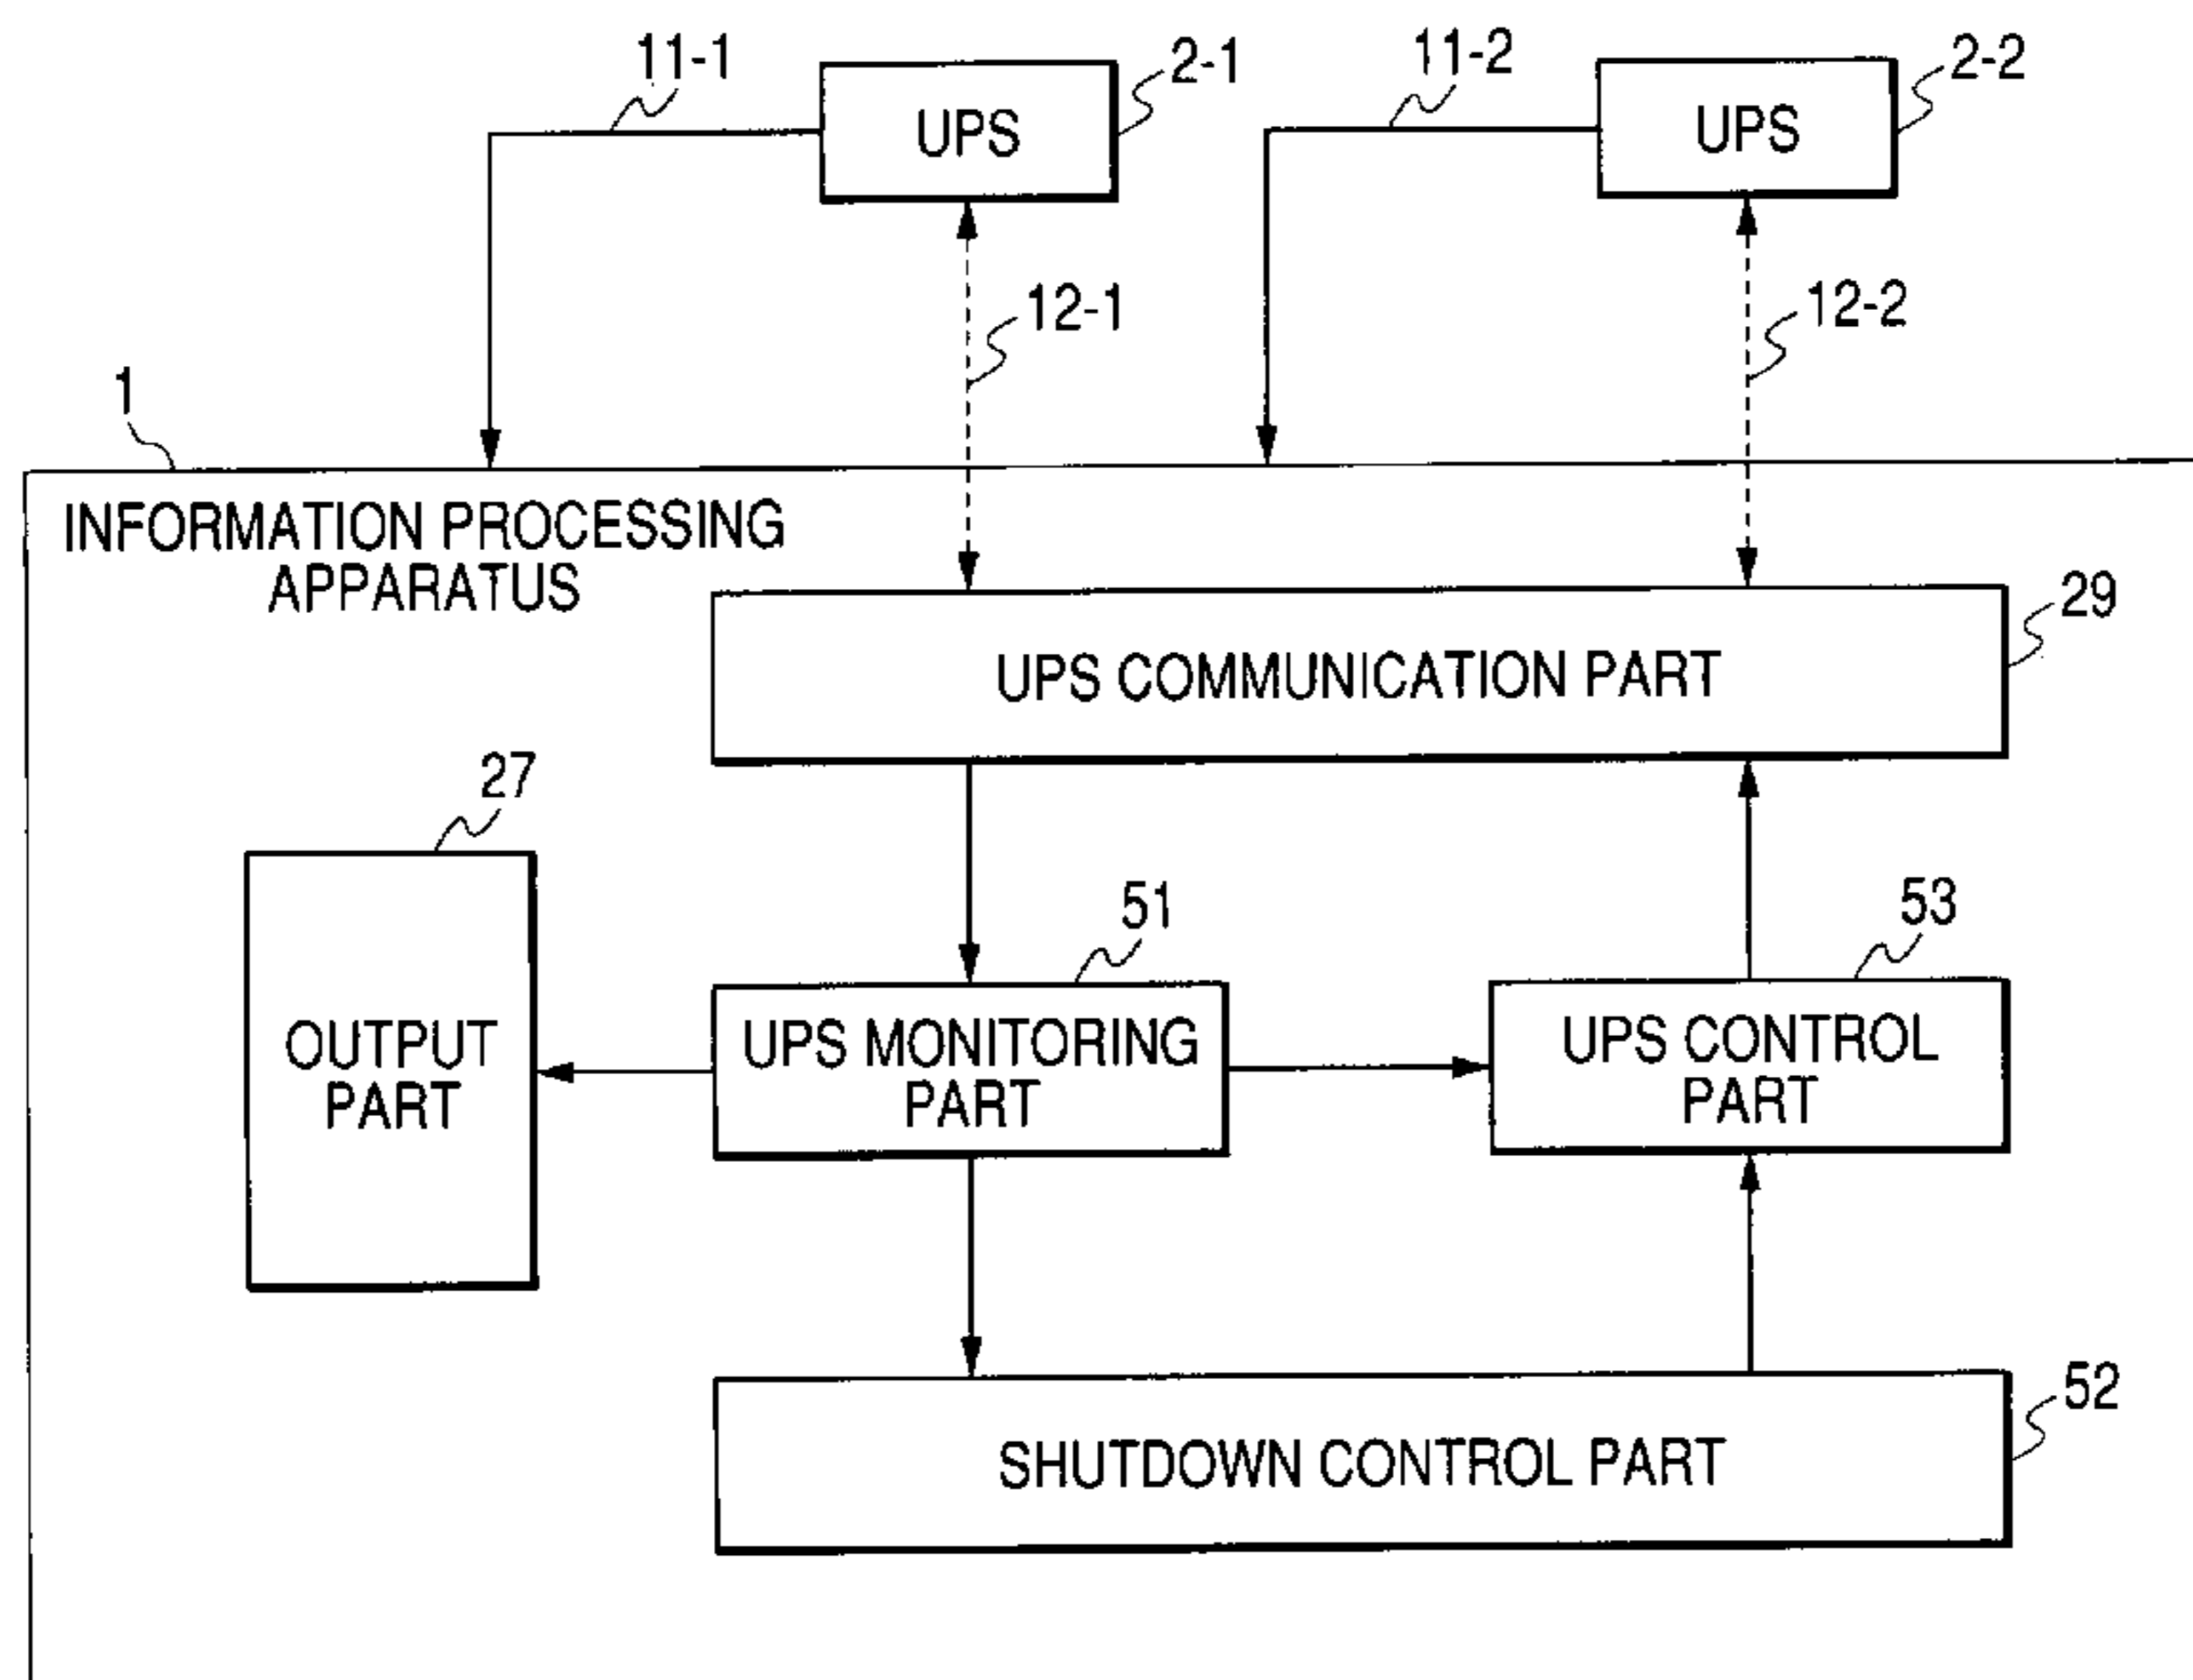 11-1
2-1
11-2
2-2
UPS
UPS
12-1
12-2
1
INFORMATION PROCESSING
APPARATUS
29
UPS COMMUNICATION PART
27
51
53
OUTPUT
PART
UPS MONITORING
PART
UPS CONTROL
PART
52
SHUTDOWN CONTROL PART